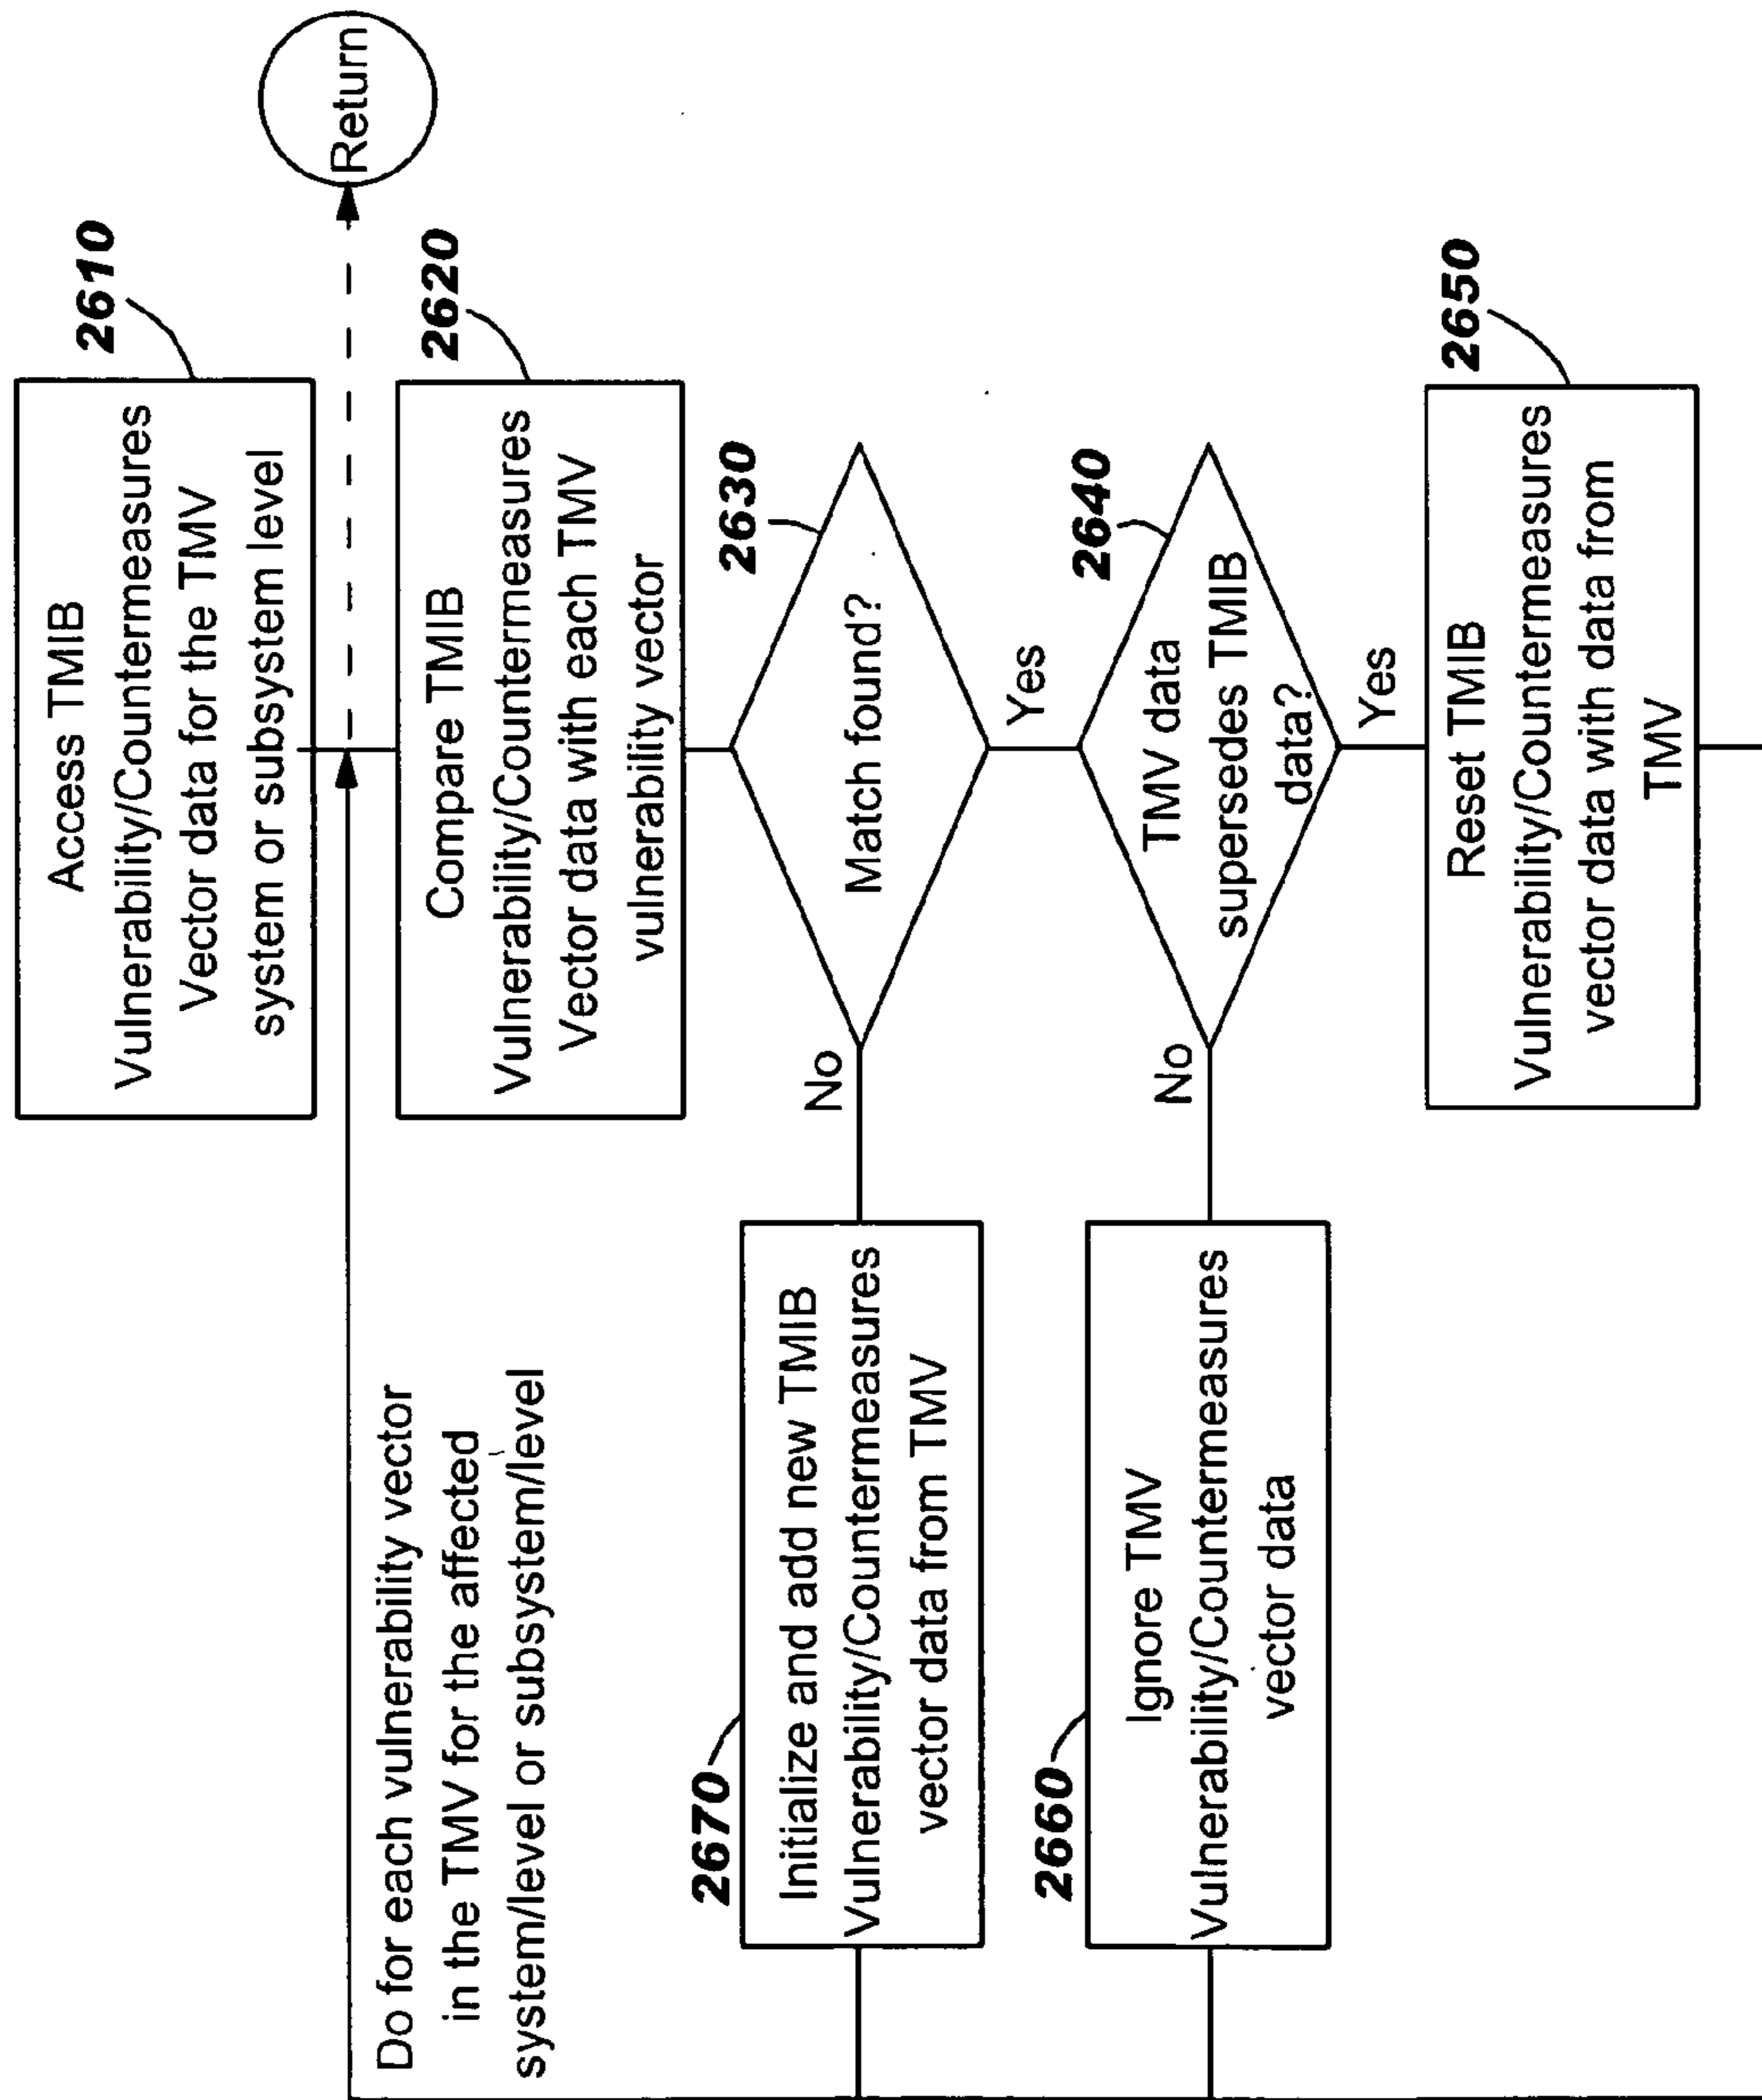 Access TMIB
Vulnerability/Countermeasures
Vector data for the TMV
system or subsystem level
2610
Return
Do for each vulnerability vector
in the TMV for the affected
system/level or subsystem/level
Compare TMIB
Vulnerability/Countermeasures
Vector data with each TMV
vulnerability vector
2620
Match found?
2630
No
Yes
2670
Initialize and add new TMIB
Vulnerability/Countermeasures
vector data from TMV
TMV data
supersedes TMIB
data?
2640
No
Yes
2660
Ignore TMV
Vulnerability/Countermeasures
vector data
Reset TMIB
Vulnerability/Countermeasures
vector data with data from
TMV
2650